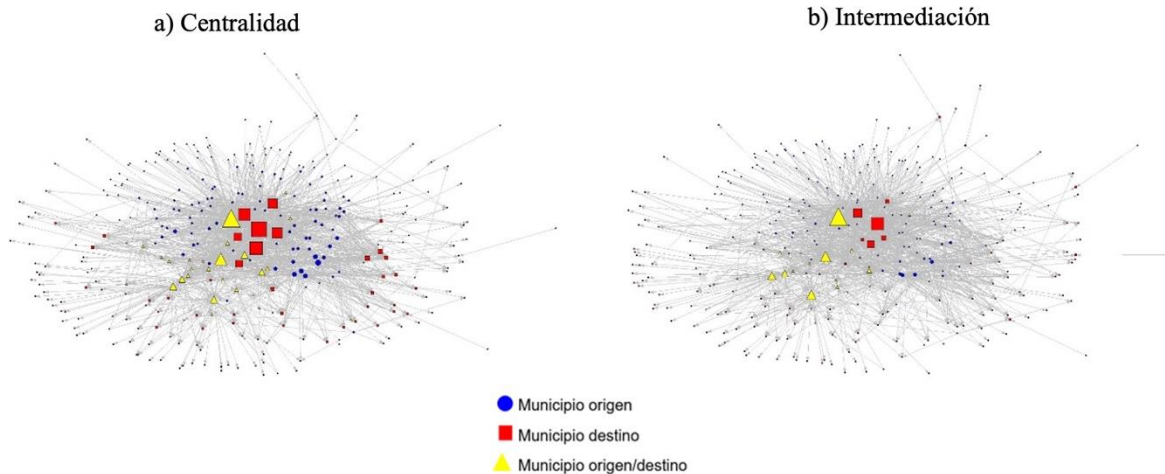 a) Centralidad
b) Intermediación
Municipio origen
Municipio destino
Municipio origen/destino